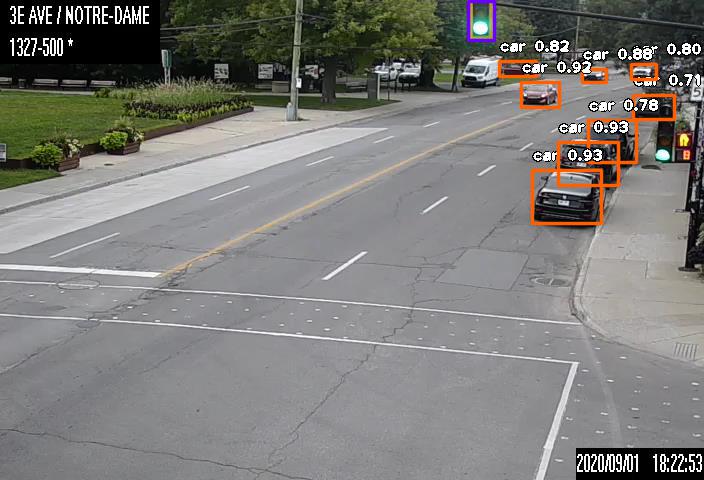 3E AVE / NOTRE-DAME
1327-500 *
car 0.82
car 0.88
car 0.80
car 0.92
car 0.71
car 0.78
car 0.93
car 0.93
2020/09/01 18:22:53